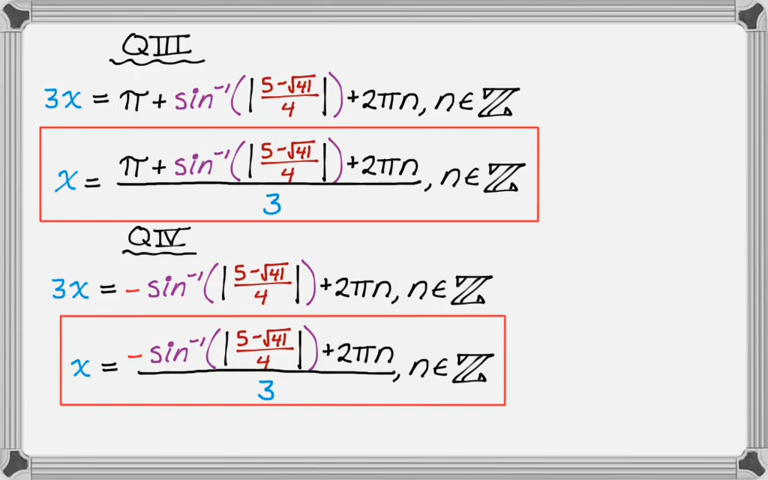 QIII
3x = π + sin⁻¹(|5-√41/4|) + 2πn, n ∈ ℤ
x = π + sin⁻¹(|5-√41/4|) + 2πn / 3, n ∈ ℤ
QIV
3x = - sin⁻¹(|5-√41/4|) + 2πn, n ∈ ℤ
x = - sin⁻¹(|5-√41/4|) + 2πn / 3, n ∈ ℤ